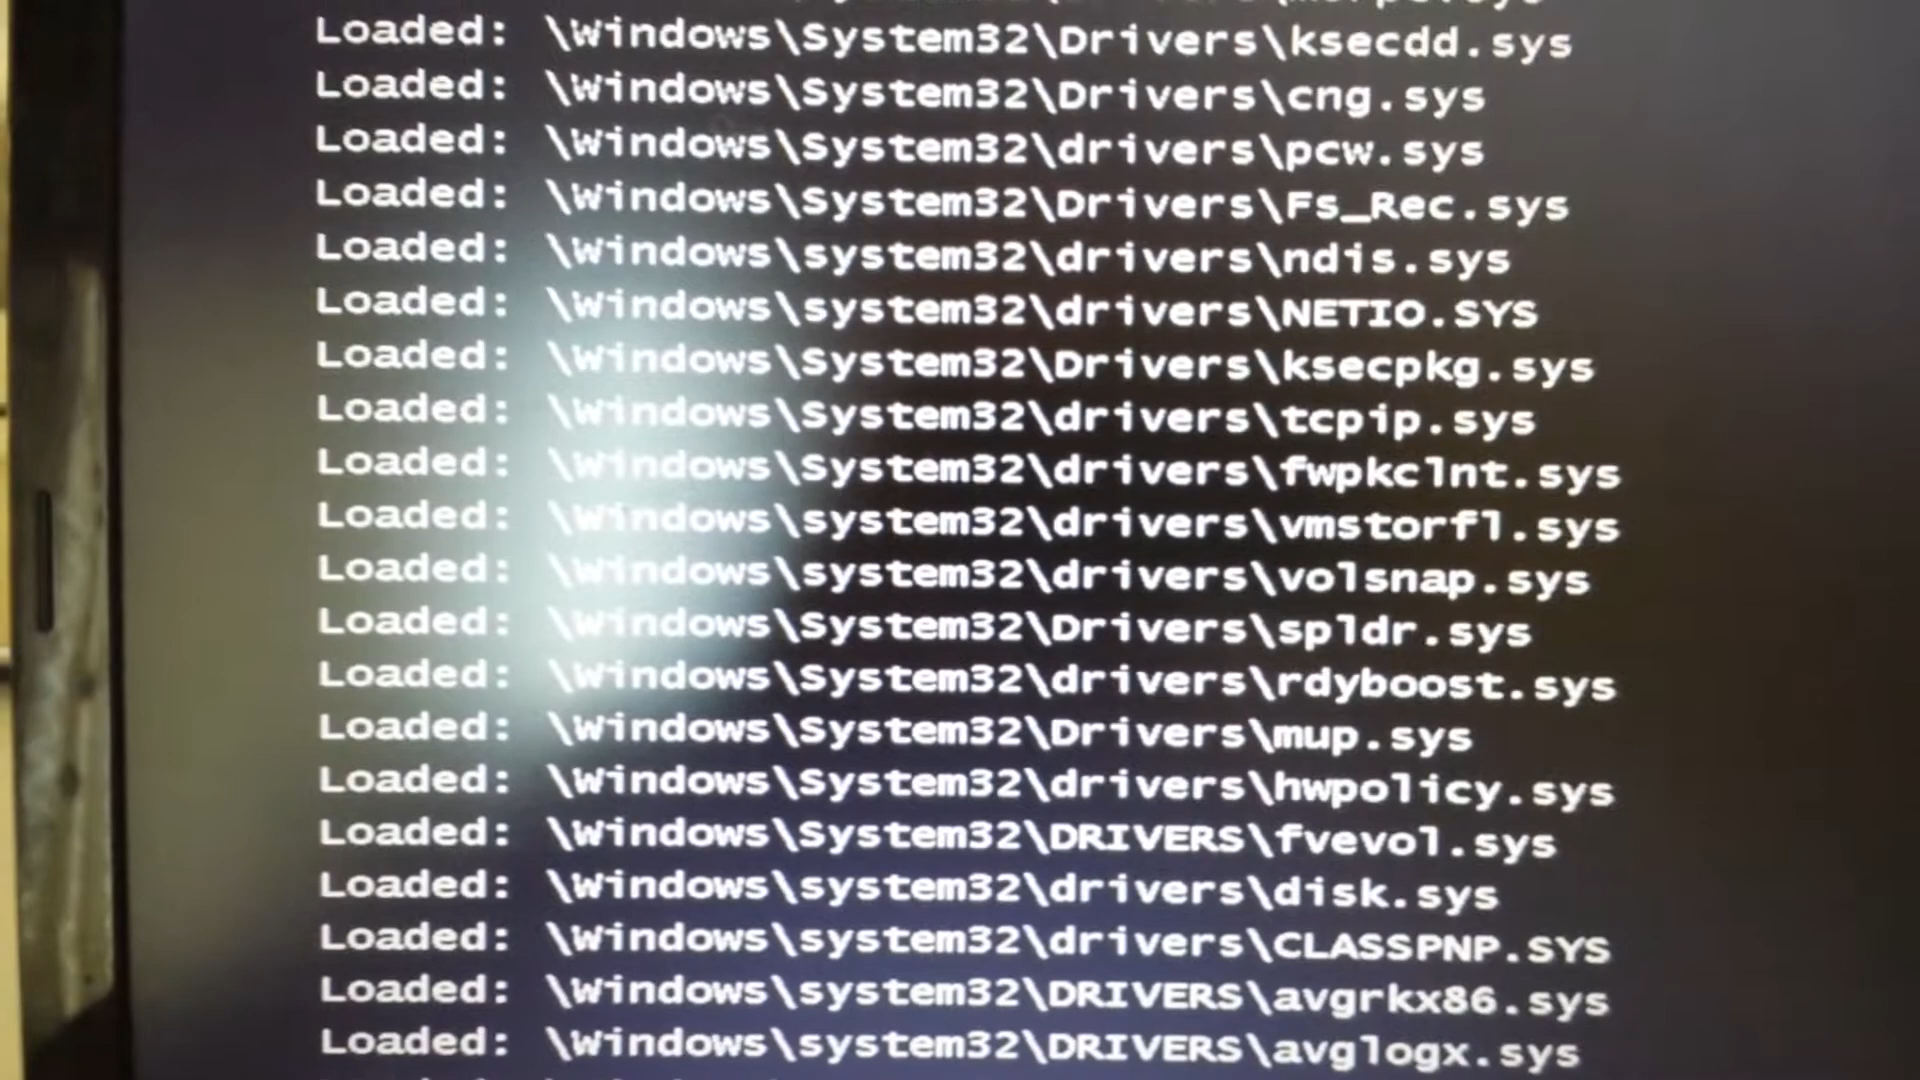 Loaded: \Windows\System32\Drivers\ksecdd.sys
Loaded: \Windows\System32\Drivers\cng.sys
Loaded: \Windows\System32\drivers\pcw.sys
Loaded: \Windows\System32\Drivers\Fs_Rec.sys
Loaded: \Windows\system32\drivers\ndis.sys
Loaded: \Windows\system32\drivers\NETIO.SYS
Loaded: \Windows\System32\Drivers\ksecpkg.sys
Loaded: \Windows\System32\drivers\tcpip.sys
Loaded: \Windows\System32\drivers\fwpkclnt.sys
Loaded: \Windows\system32\drivers\vmstorfl.sys
Loaded: \Windows\system32\drivers\volsnap.sys
Loaded: \Windows\System32\Drivers\spldr.sys
Loaded: \Windows\System32\drivers\rdyboost.sys
Loaded: \Windows\System32\Drivers\mup.sys
Loaded: \Windows\System32\drivers\hwpolicy.sys
Loaded: \Windows\System32\DRIVERS\fvevol.sys
Loaded: \Windows\system32\drivers\disk.sys
Loaded: \Windows\system32\drivers\CLASSPNP.SYS
Loaded: \Windows\system32\DRIVERS\avgrkx86.sys
Loaded: \Windows\system32\DRIVERS\avglogx.sys